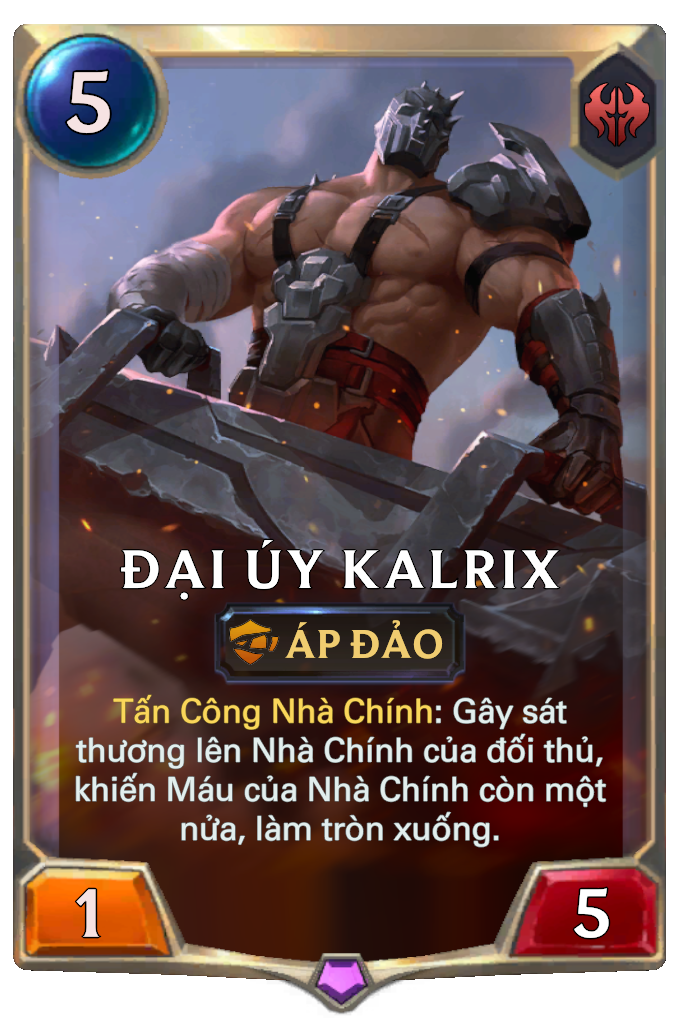 5
ĐẠI ÚY KALRIX
ÁP ĐẢO
Tấn Công Nhà Chính: Gây sát
thương lên Nhà Chính của đối thủ,
khiến Máu của Nhà Chính còn một
nửa, làm tròn xuống.
1
5